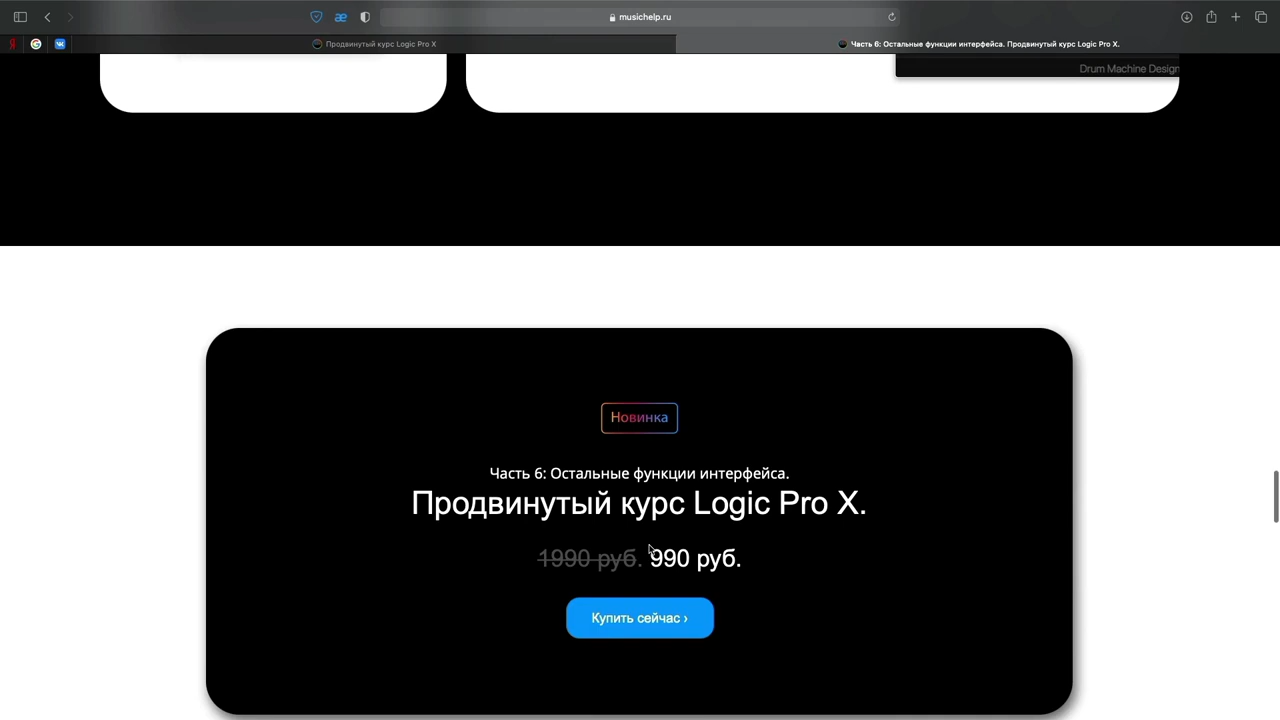 musichelp.ru
Я
Продвинутый курс Logic Pro X
Часть 6: Остальные функции интерфейса. Продвинутый курс Logic Pro X.
Drum Machine Design
Новинка
Часть 6: Остальные функции интерфейса.
Продвинутый курс Logic Pro X.
1990 руб. 990 руб.
Купить сейчас ›